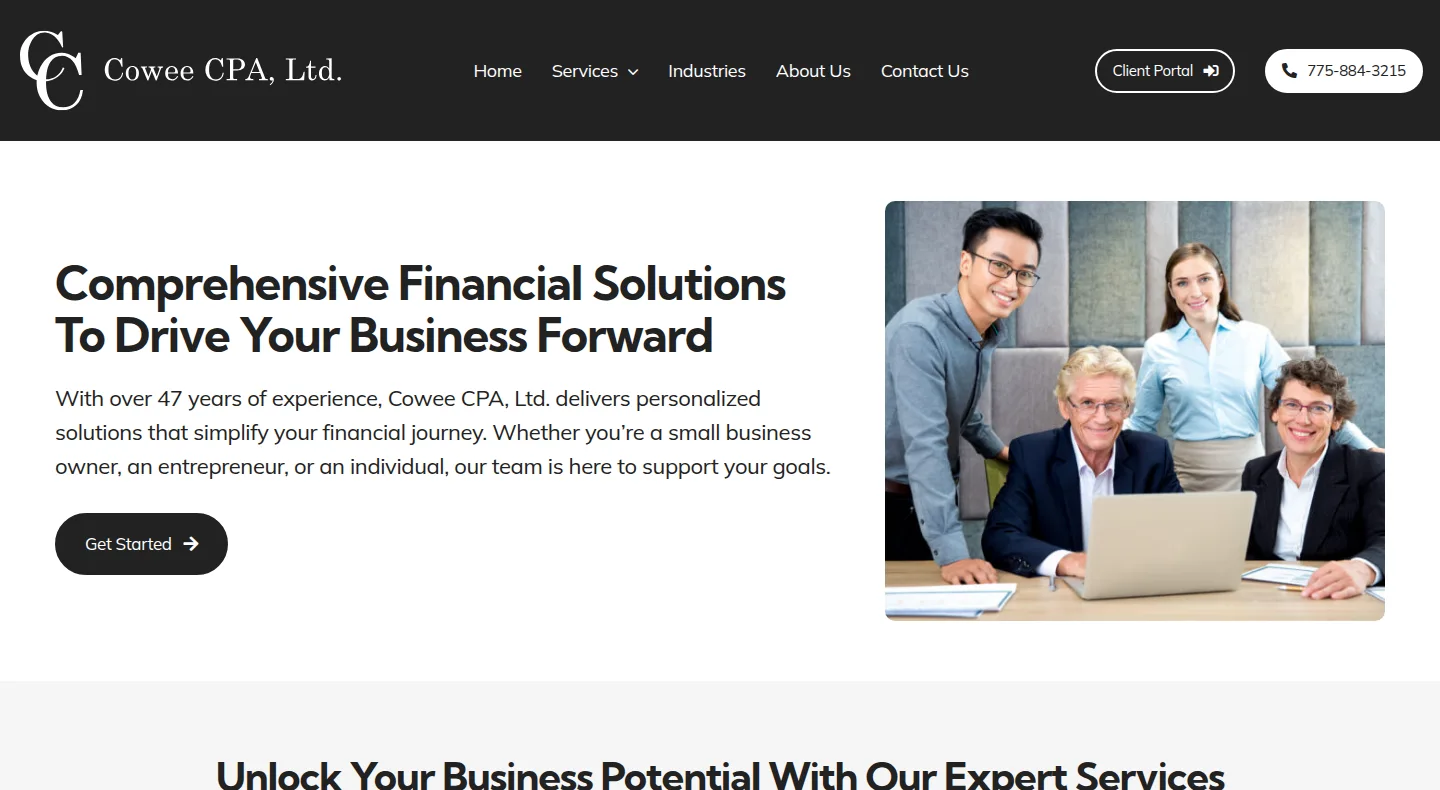 CC Cowee CPA, Ltd.
Home Services Industries About Us Contact Us
Client Portal
775-884-3215
Comprehensive Financial Solutions
To Drive Your Business Forward
With over 47 years of experience, Cowee CPA, Ltd. delivers personalized
solutions that simplify your financial journey. Whether you’re a small business
owner, an entrepreneur, or an individual, our team is here to support your goals.
Get Started
Unlock Your Business Potential With Our Expert Services